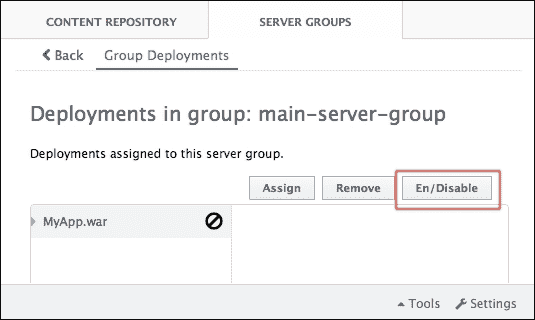 CONTENT REPOSITORY SERVER GROUPS
Back Group Deployments
Deployments in group: main-server-group
Deployments assigned to this server group.
Assign Remove En/Disable
MyApp.war
Tools Settings